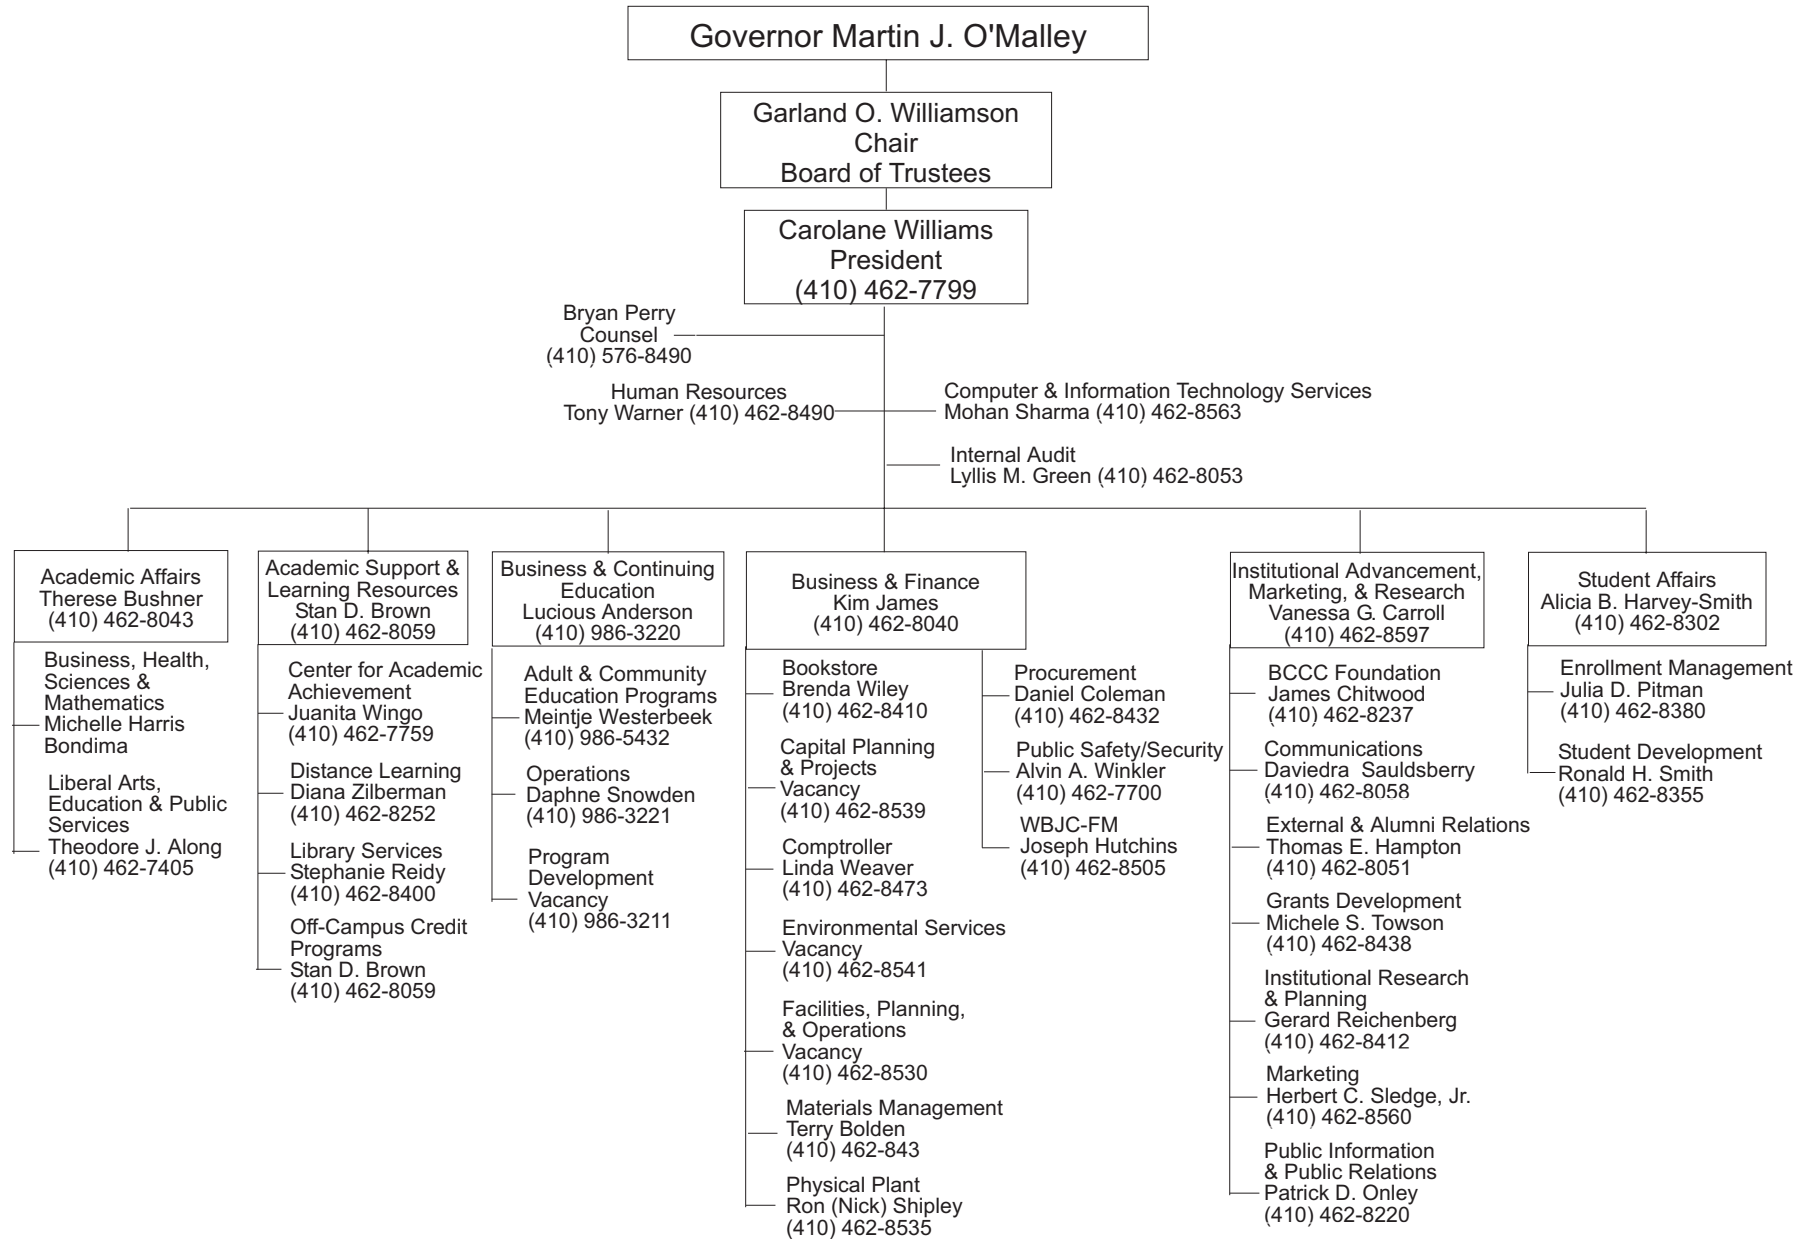 Governor Martin J. O'Malley
Garland O. Williamson
Chair
Board of Trustees
Carolane Williams
President
(410) 462-7799
Bryan Perry
Counsel
(410) 576-8490
Human Resources
Tony Warner (410) 462-8490
Computer & Information Technology Services
Mohan Sharma (410) 462-8563
Internal Audit
Lyllis M. Green (410) 462-8053
Academic Affairs
Therese Bushner
(410) 462-8043
Business, Health,
Sciences &
Mathematics
Michelle Harris
Bondima
Liberal Arts,
Education & Public
Services
Theodore J. Along
(410) 462-7405
Academic Support &
Learning Resources
Stan D. Brown
(410) 462-8059
Center for Academic
Achievement
Juanita Wingo
(410) 462-7759
Distance Learning
Diana Zilberman
(410) 462-8252
Library Services
Stephanie Reidy
(410) 462-8400
Off-Campus Credit
Programs
Stan D. Brown
(410) 462-8059
Business & Continuing
Education
Lucious Anderson
(410) 986-3220
Adult & Community
Education Programs
Meintje Westerbeek
(410) 986-5432
Operations
Daphne Snowden
(410) 986-3221
Program
Development
Vacancy
(410) 986-3211
Business & Finance
Kim James
(410) 462-8040
Bookstore
Brenda Wiley
(410) 462-8410
Capital Planning
& Projects
Vacancy
(410) 462-8539
Comptroller
Linda Weaver
(410) 462-8473
Environmental Services
Vacancy
(410) 462-8541
Facilities, Planning,
& Operations
Vacancy
(410) 462-8530
Materials Management
Terry Bolden
(410) 462-843
Physical Plant
Ron (Nick) Shipley
(410) 462-8535
Procurement
Daniel Coleman
(410) 462-8432
Public Safety/Security
Alvin A. Winkler
(410) 462-7700
WBJC-FM
Joseph Hutchins
(410) 462-8505
Institutional Advancement,
Marketing, & Research
Vanessa G. Carroll
(410) 462-8597
BCCC Foundation
James Chitwood
(410) 462-8237
Communications
Daviedra Sauldsberry
(410) 462-8058
External & Alumni Relations
Thomas E. Hampton
(410) 462-8051
Grants Development
Michele S. Towson
(410) 462-8438
Institutional Research
& Planning
Gerard Reichenberg
(410) 462-8412
Marketing
Herbert C. Sledge, Jr.
(410) 462-8560
Public Information
& Public Relations
Patrick D. Onley
(410) 462-8220
Student Affairs
Alicia B. Harvey-Smith
(410) 462-8302
Enrollment Management
Julia D. Pitman
(410) 462-8380
Student Development
Ronald H. Smith
(410) 462-8355